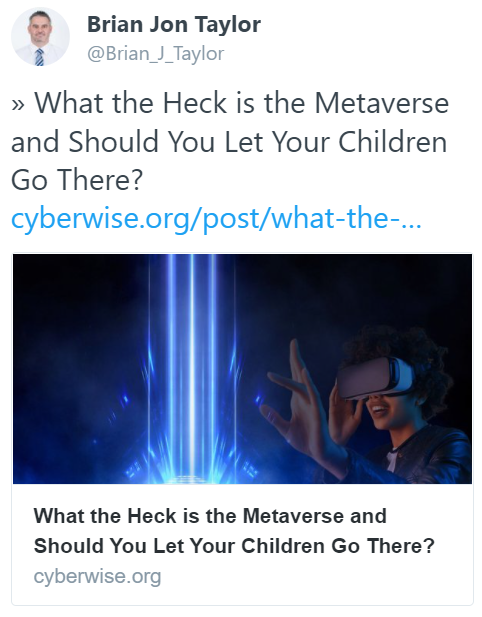 Brian Jon Taylor
@Brian_J_Taylor
» What the Heck is the Metaverse
and Should You Let Your Children
Go There?
cyberwise.org/post/what-the-...
What the Heck is the Metaverse and
Should You Let Your Children Go There?
cyberwise.org